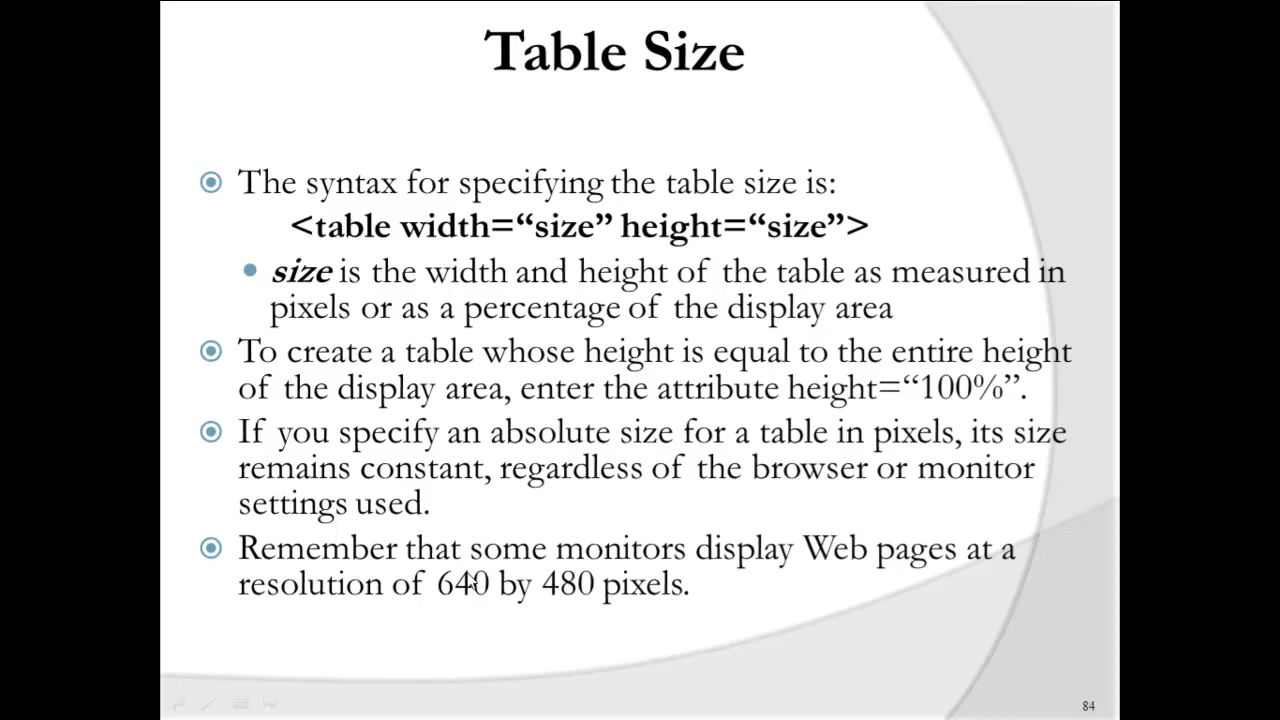 Table Size
The syntax for specifying the table size is:
<table width=“size” height=“size”>
size is the width and height of the table as measured in
pixels or as a percentage of the display area
To create a table whose height is equal to the entire height
of the display area, enter the attribute height=“100%”.
If you specify an absolute size for a table in pixels, its size
remains constant, regardless of the browser or monitor
settings used.
Remember that some monitors display Web pages at a
resolution of 640 by 480 pixels.
84